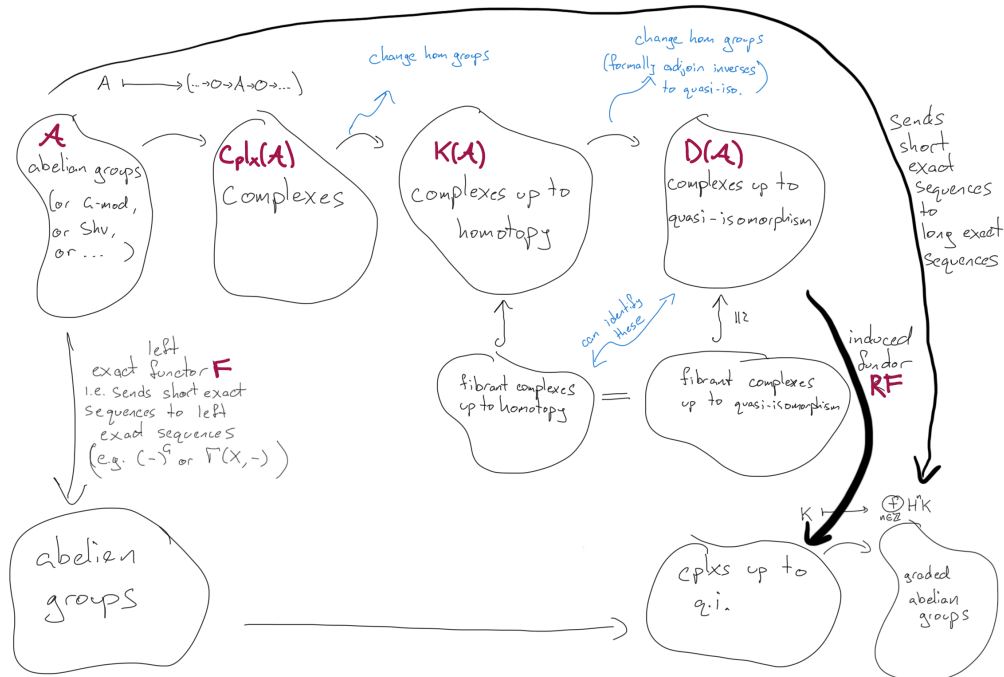 change hom groups
change hom groups
(formally adjoin inverses
to quasi-iso.)
A ↦ (…→0→A→0→…)
A
abelian groups
(or G-mod,
or Shv,
or ... )
Cplx(A)
Complexes
K(A)
complexes up to
homotopy
D(A)
complexes up to
quasi-isomorphism
sends
short
exact
sequences
to
long exact
sequences
left
exact functor F
i.e. sends short exact
sequences to left
exact sequences
(e.g. (-)^G or Γ(X,-) )
can identify
these
≅
fibrant complexes
up to homotopy
=
fibrant complexes
up to quasi-isomorphism
induced
functor
RF
K ↦ ⊕ HⁿK
n∈ℤ
abelian
groups
cplxs up to
q.i.
graded
abelian
groups